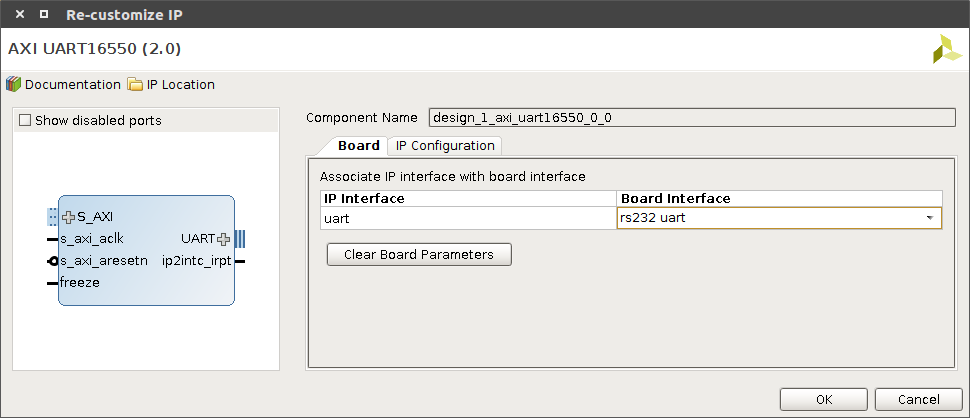 Re-customize IP
AXI UART16550 (2.0)
Documentation IP Location
Show disabled ports
S_AXI
s_axi_aclk UART
s_axi_aresetn ip2intc_irpt
freeze
Component Name design_1_axi_uart16550_0_0
Board IP Configuration
Associate IP interface with board interface
IP Interface Board Interface
uart rs232 uart
Clear Board Parameters
OK Cancel